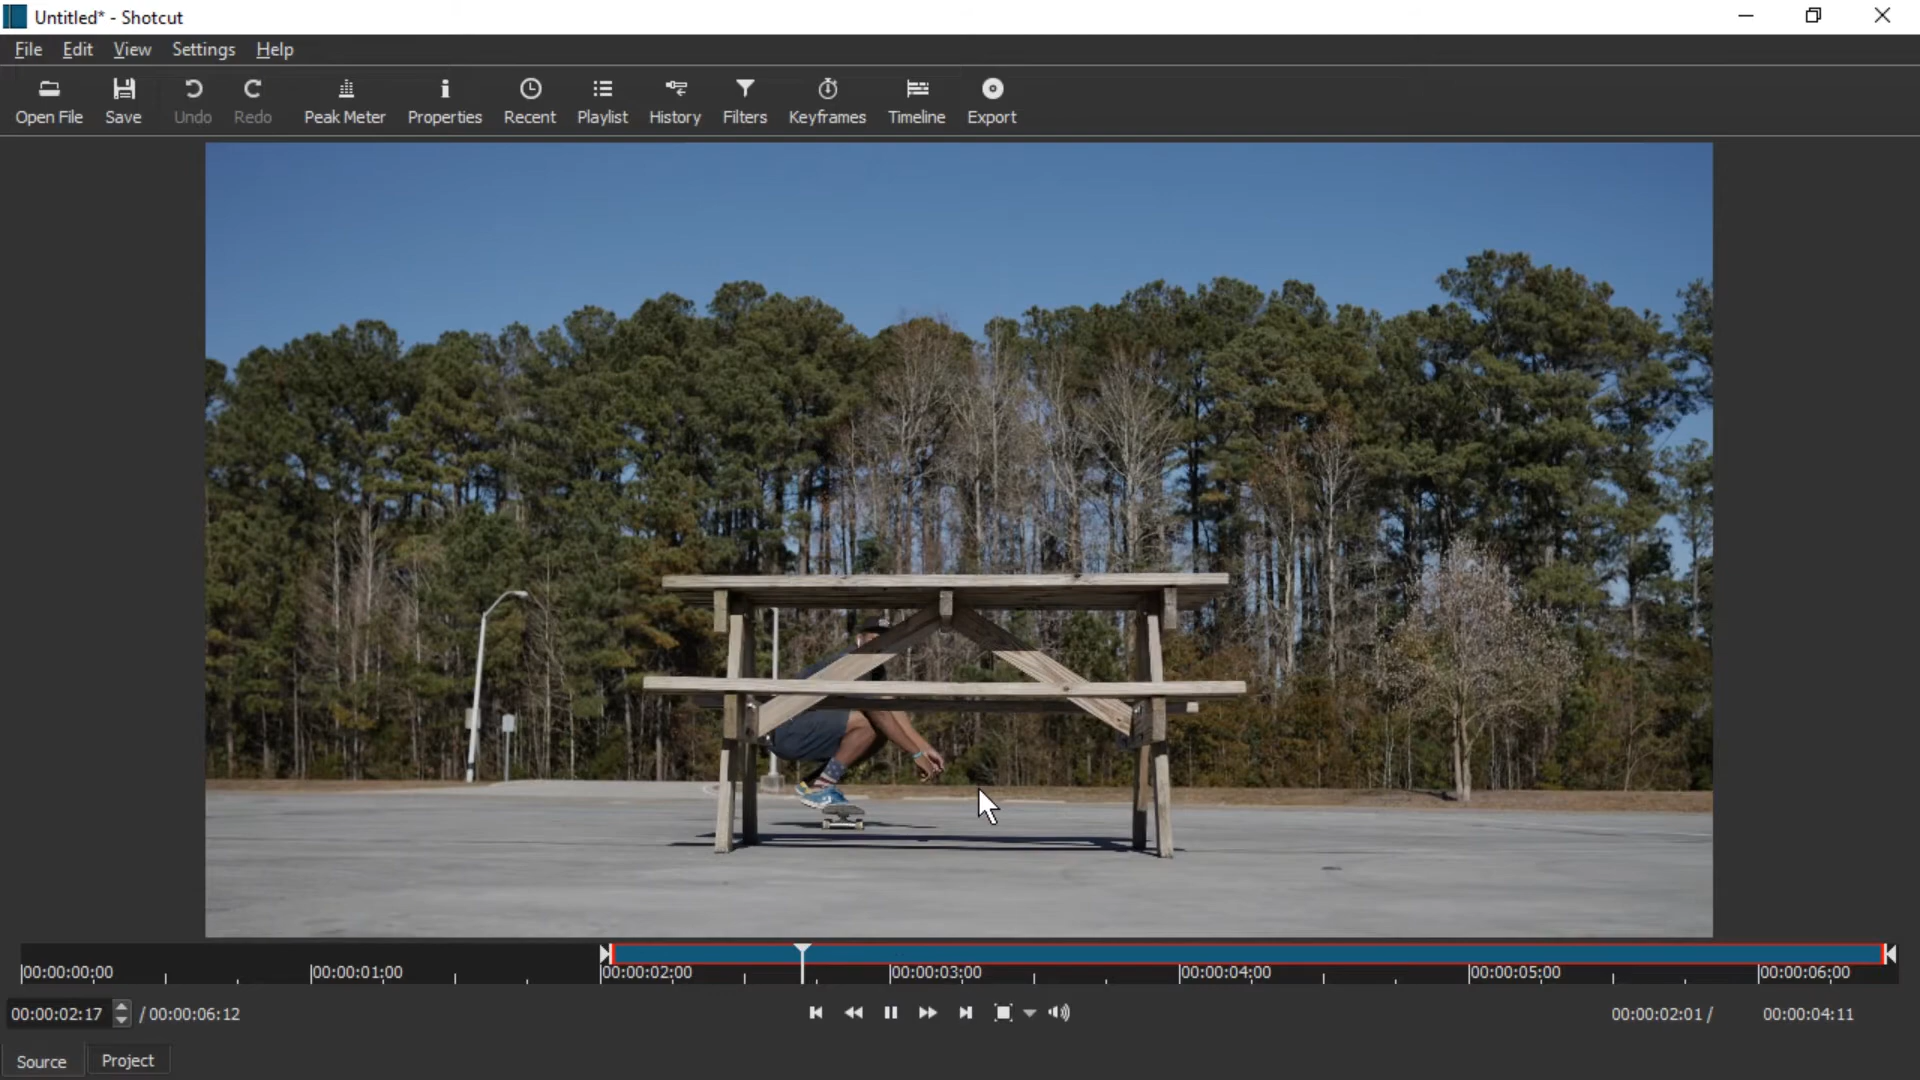 Untitled* - Shotcut
File Edit View Settings Help
Open File Save Undo Redo Peak Meter Properties Recent Playlist History Filters Keyframes Timeline Export
00:00:00:00 00:00:01:00 00:00:02:00 00:00:03:00 00:00:04:00 00:00:05:00 00:00:06:00
00:00:02:17 / 00:00:06:12 00:00:02:01 / 00:00:04:11
Source Project